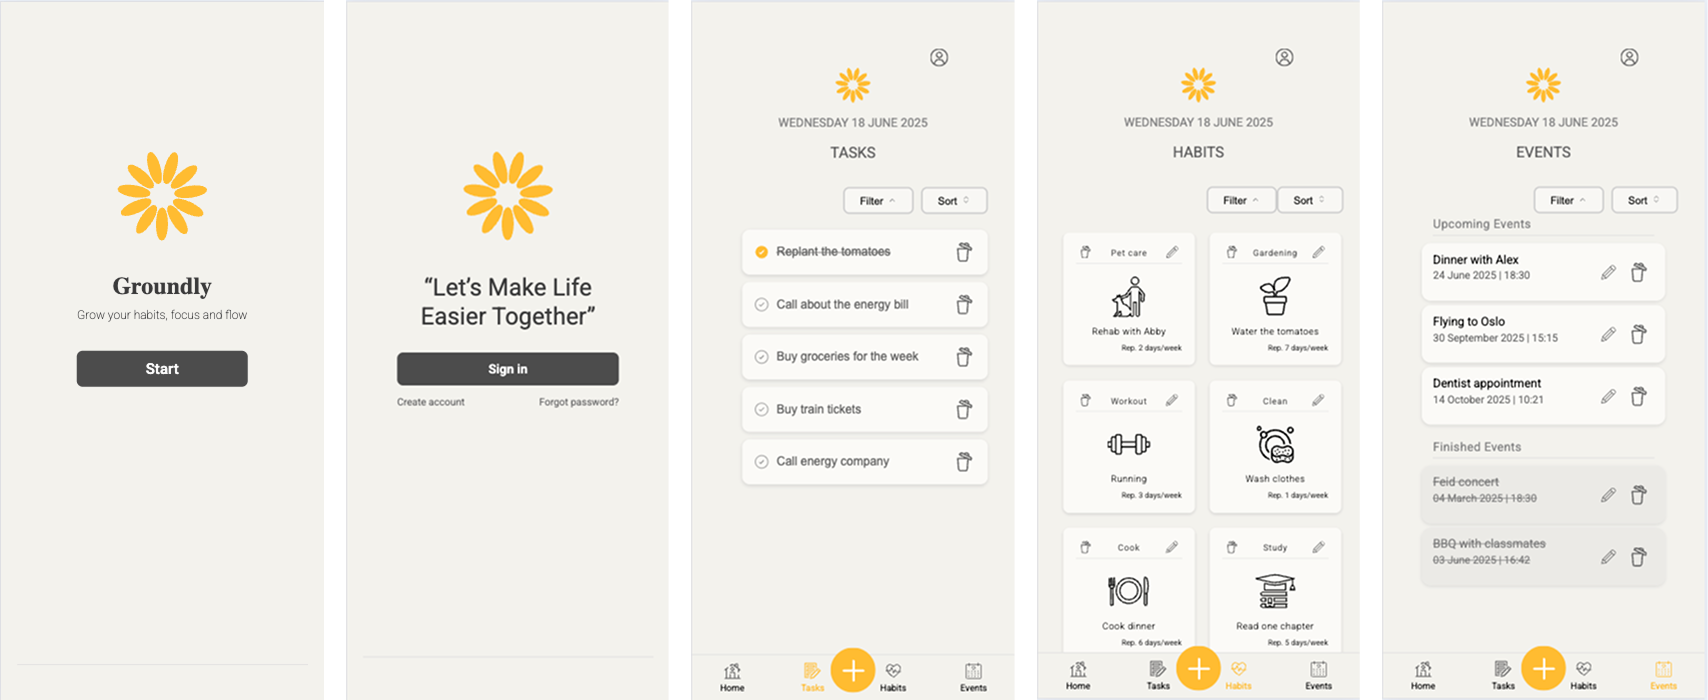 Groundly
Grow your habits, focus and flow
Start
“Let’s Make Life
Easier Together”
Sign in
Create account
Forgot password?
WEDNESDAY 18 JUNE 2025
TASKS
Filter
Sort
Replant the tomatoes
Call about the energy bill
Buy groceries for the week
Buy train tickets
Call energy company
Home
Tasks
Habits
Events
WEDNESDAY 18 JUNE 2025
HABITS
Filter
Sort
Pet care
Rehab with Abby
Rep. 2 days/week
Gardening
Water the tomatoes
Rep. 7 days/week
Workout
Running
Rep. 3 days/week
Clean
Wash clothes
Rep. 1 days/week
Cook
Cook dinner
Rep. 6 days/week
Study
Read one chapter
Rep. 5 days/week
Home
Tasks
Habits
Events
WEDNESDAY 18 JUNE 2025
EVENTS
Filter
Sort
Upcoming Events
Dinner with Alex
24 June 2025 | 18:30
Flying to Oslo
30 September 2025 | 15:15
Dentist appointment
14 October 2025 | 10:21
Finished Events
Feid concert
04 March 2025 | 18:30
BBQ with classmates
03 June 2025 | 16:42
Home
Tasks
Habits
Events